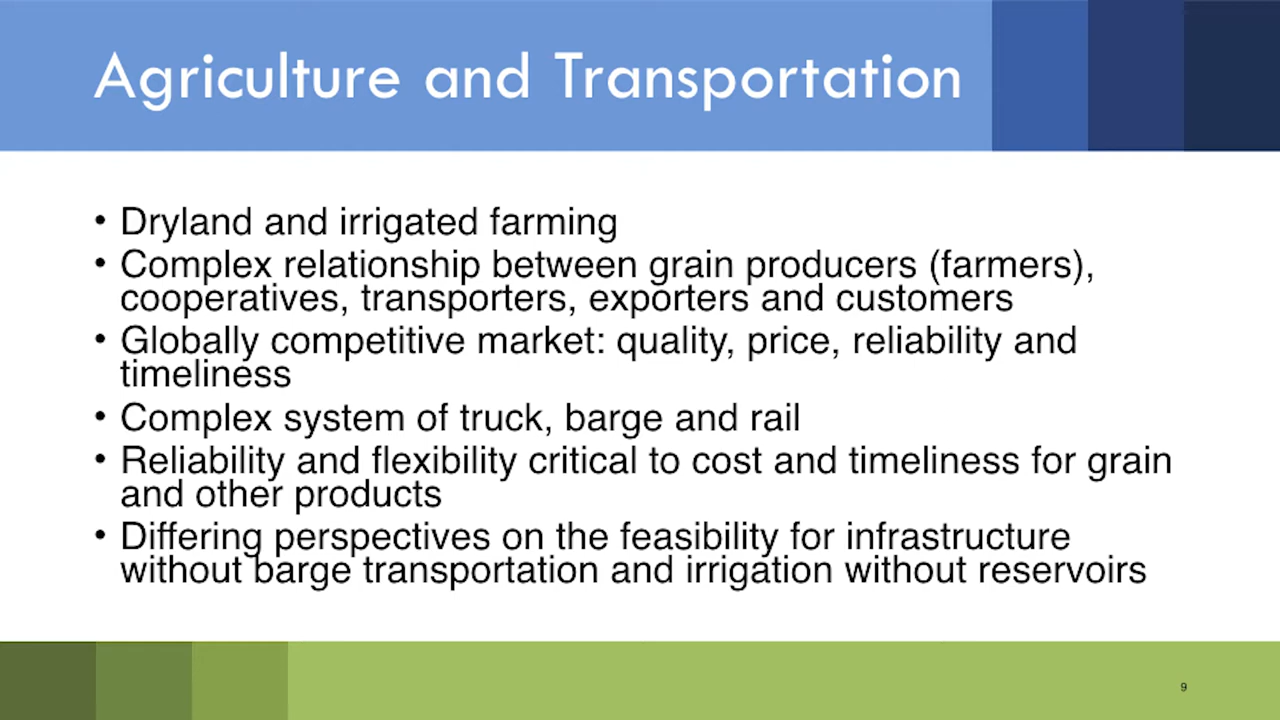 Agriculture and Transportation
• Dryland and irrigated farming
• Complex relationship between grain producers (farmers),
cooperatives, transporters, exporters and customers
• Globally competitive market: quality, price, reliability and
timeliness
• Complex system of truck, barge and rail
• Reliability and flexibility critical to cost and timeliness for grain
and other products
• Differing perspectives on the feasibility for infrastructure
without barge transportation and irrigation without reservoirs
9